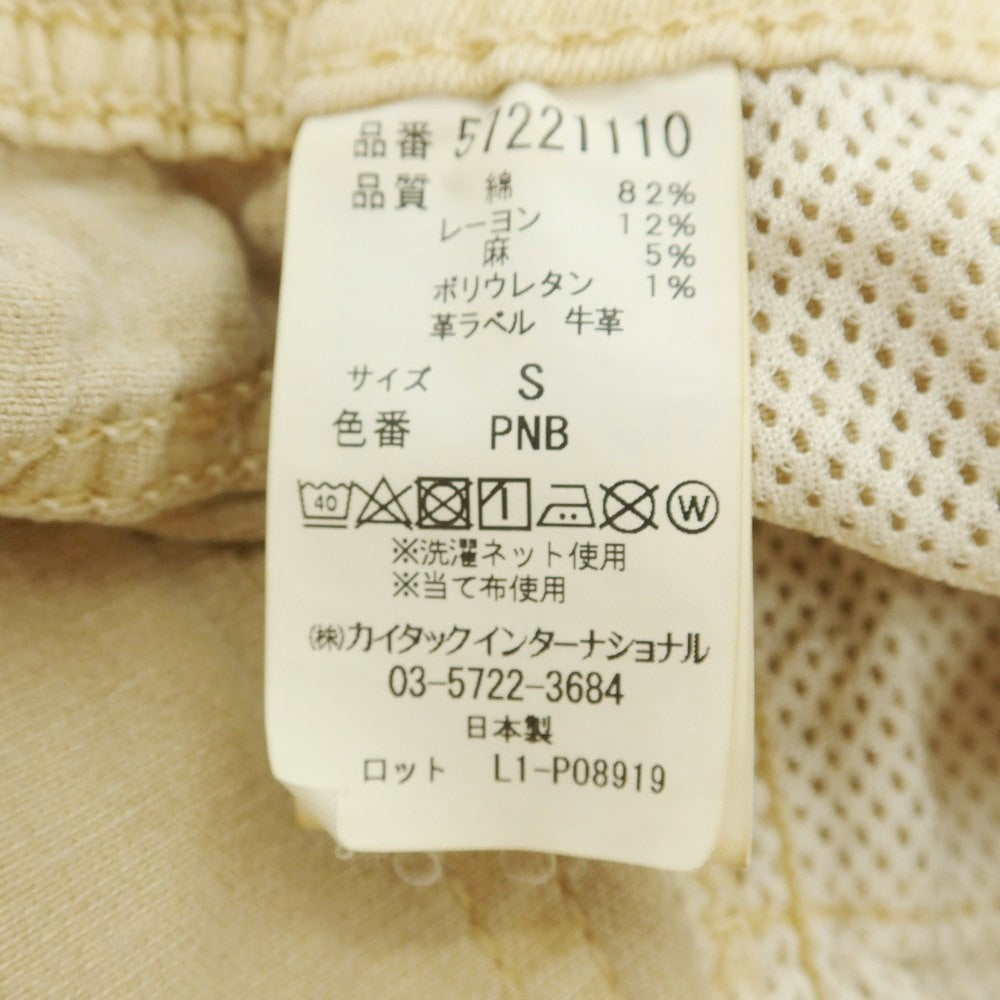 品番 57221110
品質 綿 82%
レーヨン 12%
麻 5%
ポリウレタン 1%
革ラベル 牛革
サイズ S
色番 PNB
40 W
※洗濯ネット使用
※当て布使用
㈱カイタックインターナショナル
03-5722-3684
日本製
ロット L1-P08919